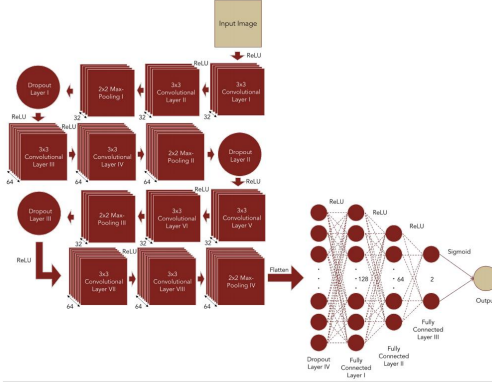 Input Image
ReLU
Dropout
Layer I
2x2 Max-
Pooling I
3x3
Convolutional
Layer II
ReLU
3x3
Convolutional
Layer I
32
32
32
ReLU
3x3
Convolutional
Layer III
ReLU
3x3
Convolutional
Layer IV
2x2 Max-
Pooling II
Dropout
Layer II
64
64
64
ReLU
Dropout
Layer III
2x2 Max-
Pooling III
3x3
Convolutional
Layer VI
ReLU
3x3
Convolutional
Layer V
32
32
32
ReLU
3x3
Convolutional
Layer VII
ReLU
3x3
Convolutional
Layer VIII
2x2 Max-
Pooling IV
64
64
64
Flatten
ReLU
ReLU
ReLU
Sigmoid
128
64
2
Output
Dropout
Layer IV
Fully
Connected
Layer I
Fully
Connected
Layer II
Fully
Connected
Layer III